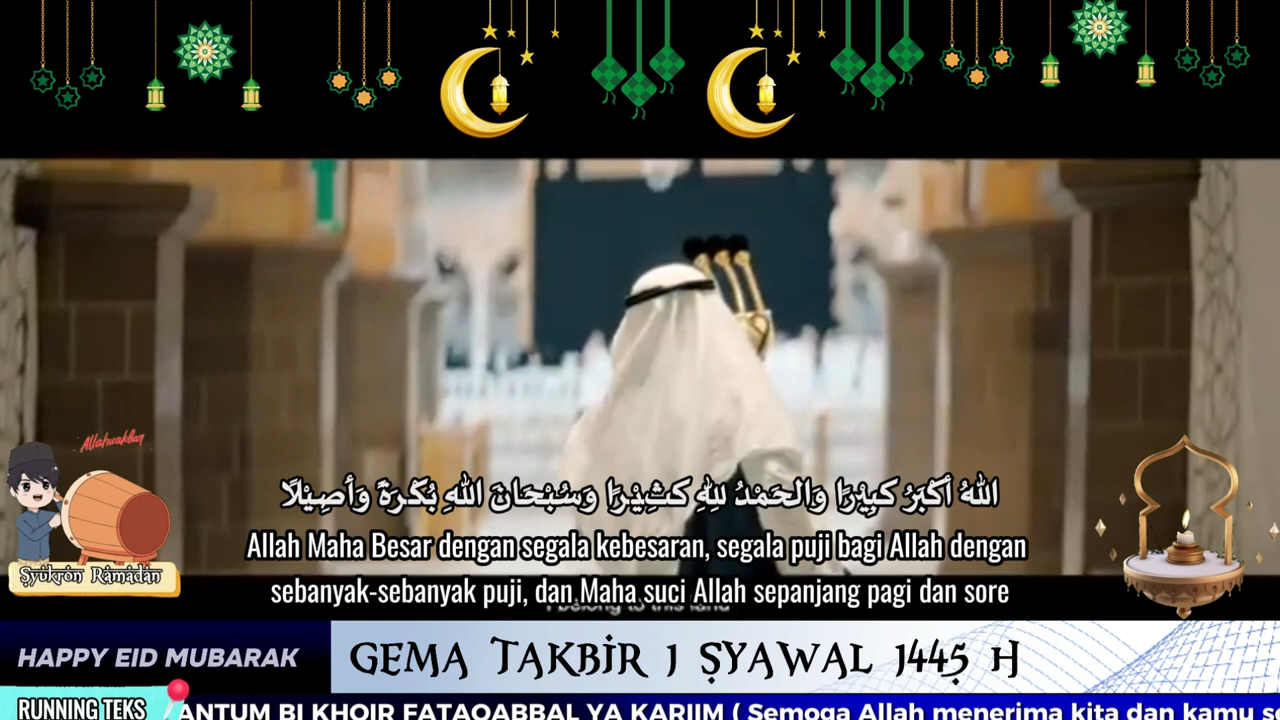 Allahuakbar
اللهُ أَكْبَرُ كَبِيْرًا وَالْحَمْدُ لِلّٰهِ كَثِيْرًا وَسُبْحَانَ اللهِ بُكْرَةً وَأَصِيْلًا
Allah Maha Besar dengan segala kebesaran, segala puji bagi Allah dengan
sebanyak-sebanyak puji, dan Maha suci Allah sepanjang pagi dan sore
I belong to this land
Syukron Ramadan
HAPPY EID MUBARAK
GEMA TAKBIR 1 SYAWAL 1445 H
RUNNING TEKS
ANTUM BI KHOIR FATAQABBAL YA KARIIM ( Semoga Allah menerima kita dan kamu s